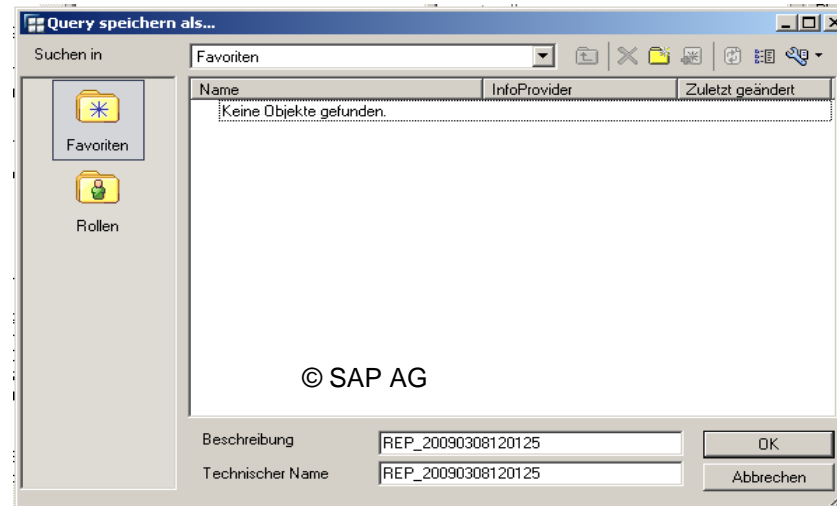 Query speichern als...
Suchen in
Favoriten
Name InfoProvider Zuletzt geändert
Keine Objekte gefunden.
Favoriten
Rollen
© SAP AG
Beschreibung REP_20090308120125 OK
Technischer Name REP_20090308120125 Abbrechen